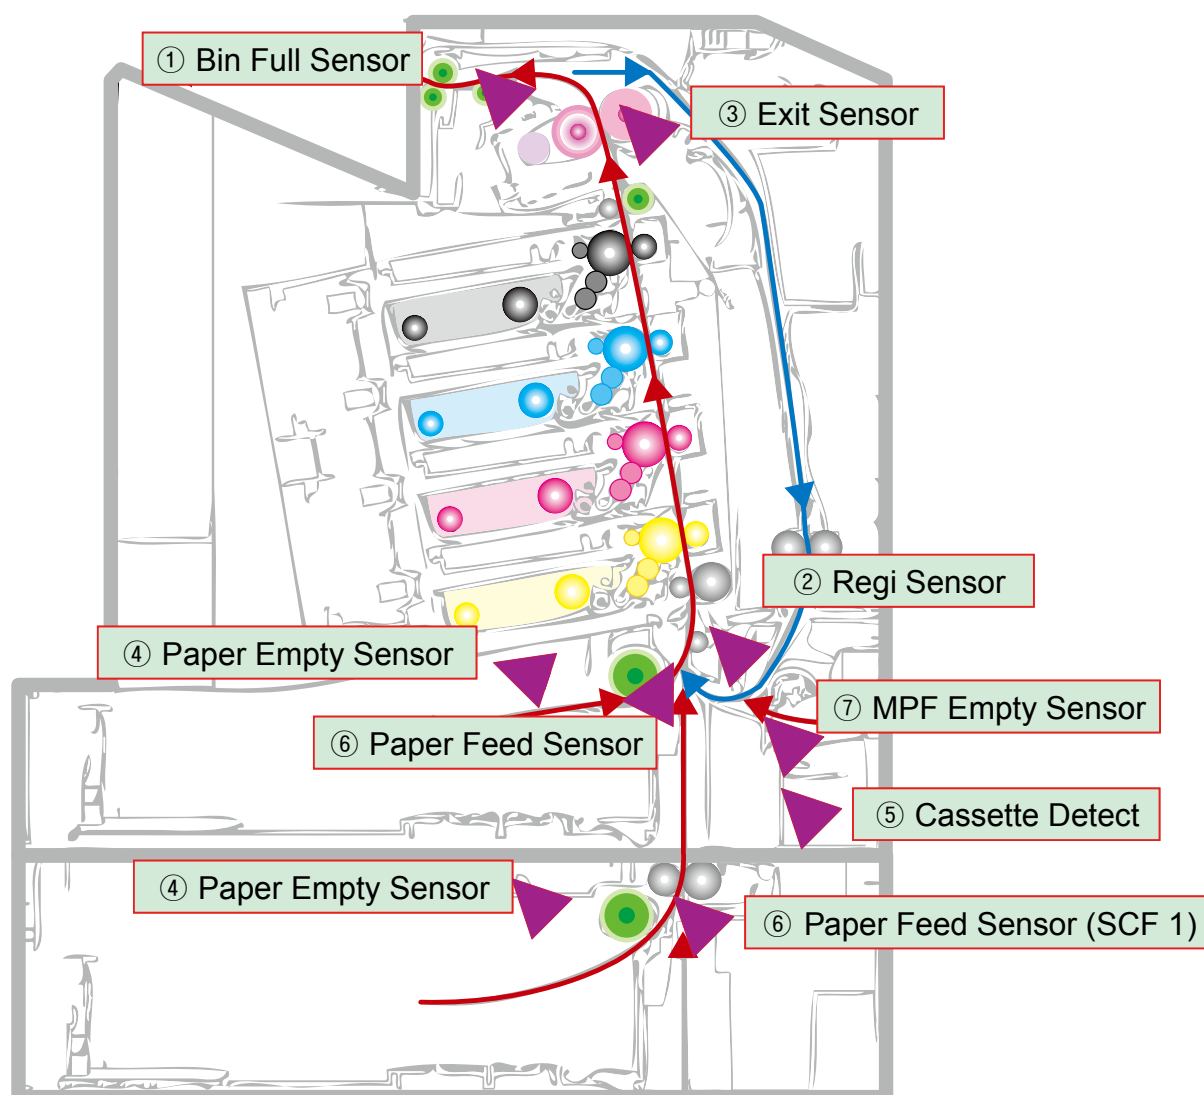 ① Bin Full Sensor
③ Exit Sensor
② Regi Sensor
④ Paper Empty Sensor
⑦ MPF Empty Sensor
⑥ Paper Feed Sensor
⑤ Cassette Detect
④ Paper Empty Sensor
⑥ Paper Feed Sensor (SCF 1)